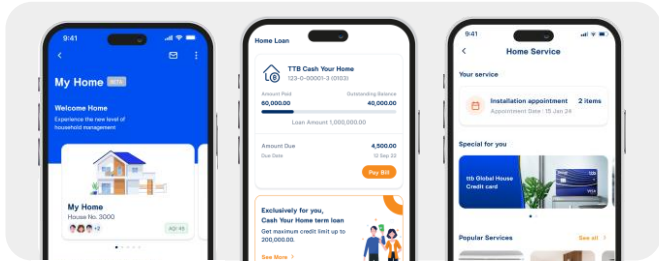 9:41
My Home BETA
Welcome Home
Experience the new level of
household management
My Home
House No. 3000
+2
AQI 45
Home Loan
TTB Cash Your Home
123-0-00001-3 (0153)
Amount Paid Outstanding Balance
60,000.00 40,000.00
Loan Amount 1,000,000.00
Amount Due 4,500.00
Due Date 12 Sep 23
Pay Bill
Exclusively for you,
Cash Your Home term loan
Get maximum credit limit up to
200,000.00.
See More >
9:41
Home Service
Your service
Installation appointment 2 items
Appointment Date : 15 Jan 24
Special for you
ttb Global House
Credit card
ttb
VISA
Popular Services See all >